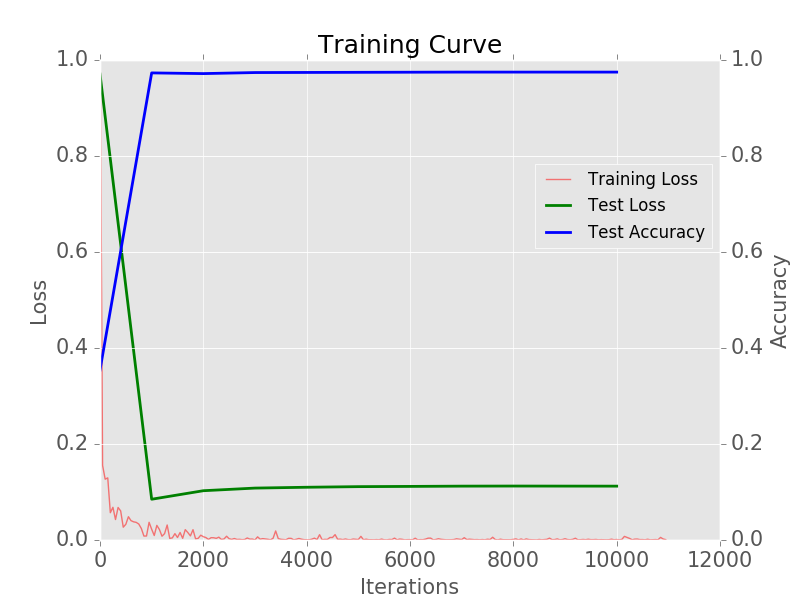 Training Curve
1.0 1.0
0.8 0.8
Training Loss
Test Loss
Test Accuracy
0.6 0.6
Loss
Accuracy
0.4 0.4
0.2 0.2
0.0 0.0
0 2000 4000 6000 8000 10000 12000
Iterations